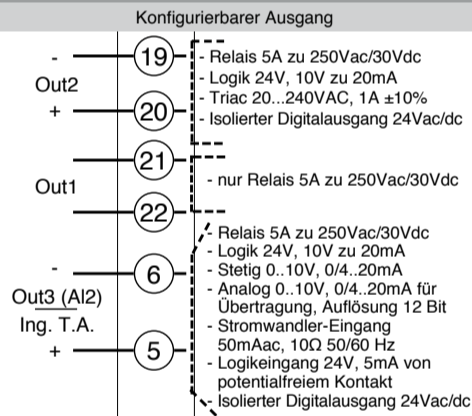 Konfigurierbarer Ausgang
-
Out2
+
19
20
- Relais 5A zu 250Vac/30Vdc
- Logik 24V, 10V zu 20mA
- Triac 20...240VAC, 1A ±10%
- Isolierter Digitalausgang 24Vac/dc
Out1
21
22
- nur Relais 5A zu 250Vac/30Vdc
-
Out3 (AI2)
Ing. T.A.
+
6
5
- Relais 5A zu 250Vac/30Vdc
- Logik 24V, 10V zu 20mA
- Stetig 0..10V, 0/4..20mA
- Analog 0..10V, 0/4..20mA für
Übertragung, Auflösung 12 Bit
- Stromwandler-Eingang
50mAac, 10Ω 50/60 Hz
- Logikeingang 24V, 5mA von
potentialfreiem Kontakt
- Isolierter Digitalausgang 24Vac/dc